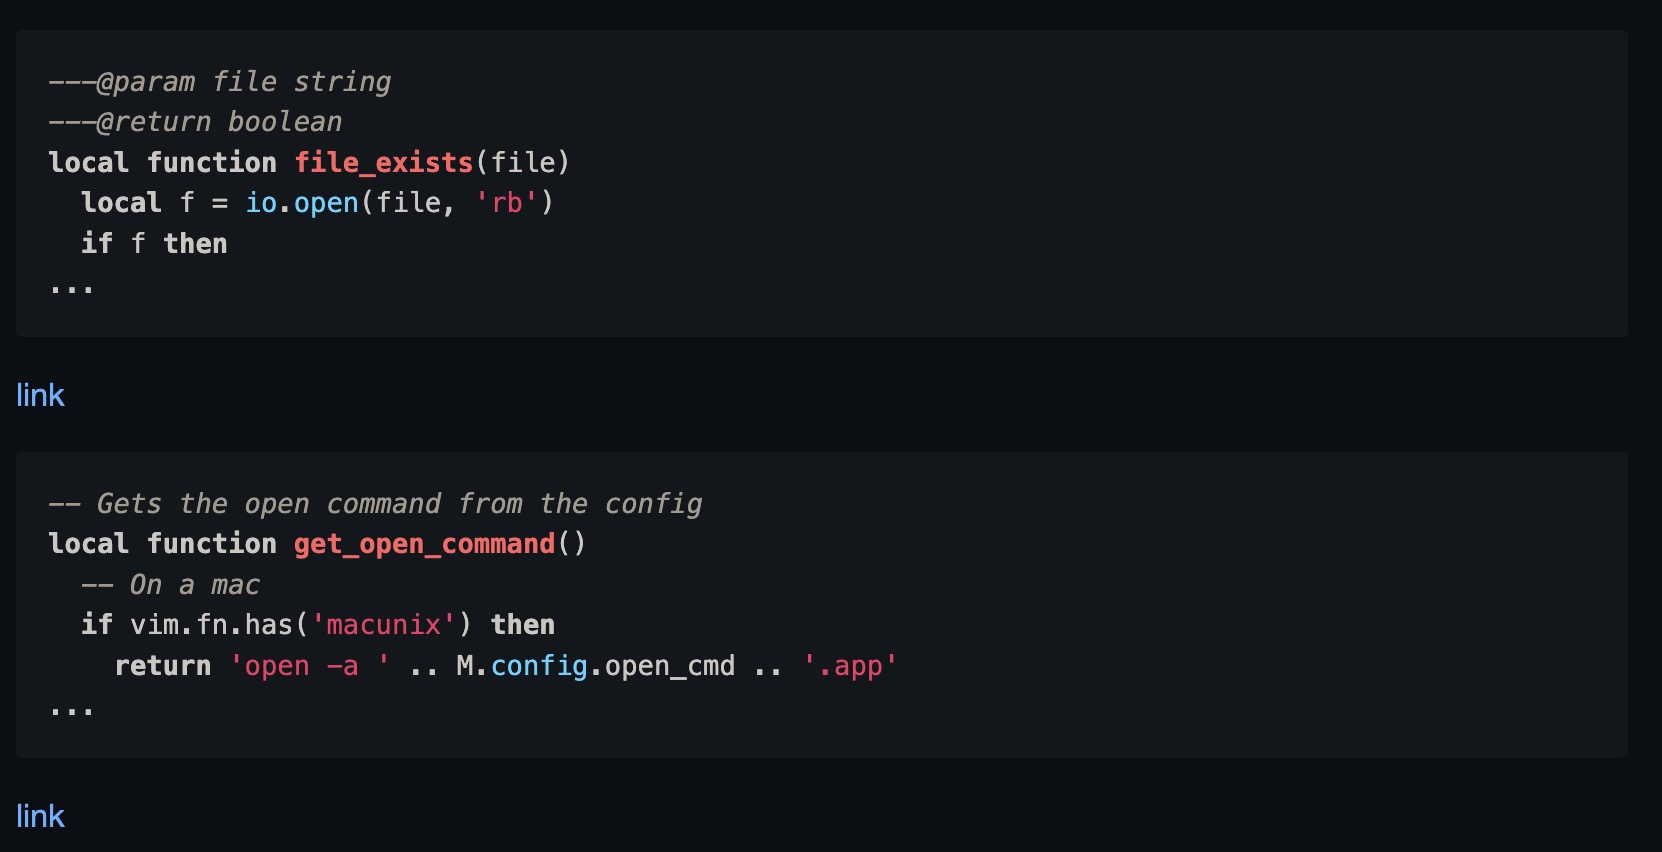 ---@param file string
---@return boolean
local function file_exists(file)
  local f = io.open(file, 'rb')
  if f then
...
link
-- Gets the open command from the config
local function get_open_command()
  -- On a mac
  if vim.fn.has('macunix') then
    return 'open -a ' .. M.config.open_cmd .. '.app'
...
link